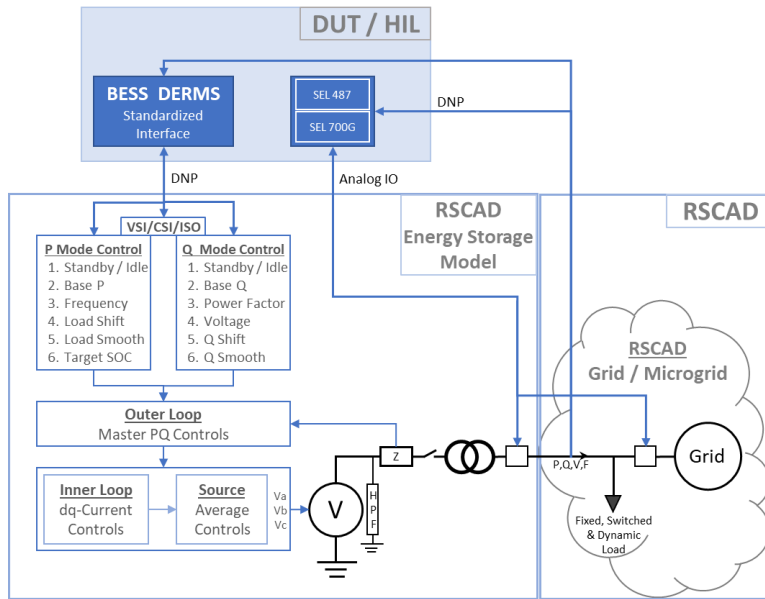 DUT / HIL
BESS DERMS
Standardized
Interface
SEL 487
SEL 700G
DNP
DNP
Analog IO
RSCAD
Energy Storage
Model
RSCAD
VSI/CSI/ISO
P Mode Control
1. Standby / Idle
2. Base P
3. Frequency
4. Load Shift
5. Load Smooth
6. Target SOC
Q Mode Control
1. Standby / Idle
2. Base Q
3. Power Factor
4. Voltage
5. Q Shift
6. Q Smooth
RSCAD
Grid / Microgrid
Outer Loop
Master PQ Controls
Z
P,Q,V,F
Grid
Inner Loop
dq-Current
Controls
Source
Average
Controls
Va
Vb
Vc
V
H
P
F
Fixed, Switched
& Dynamic
Load